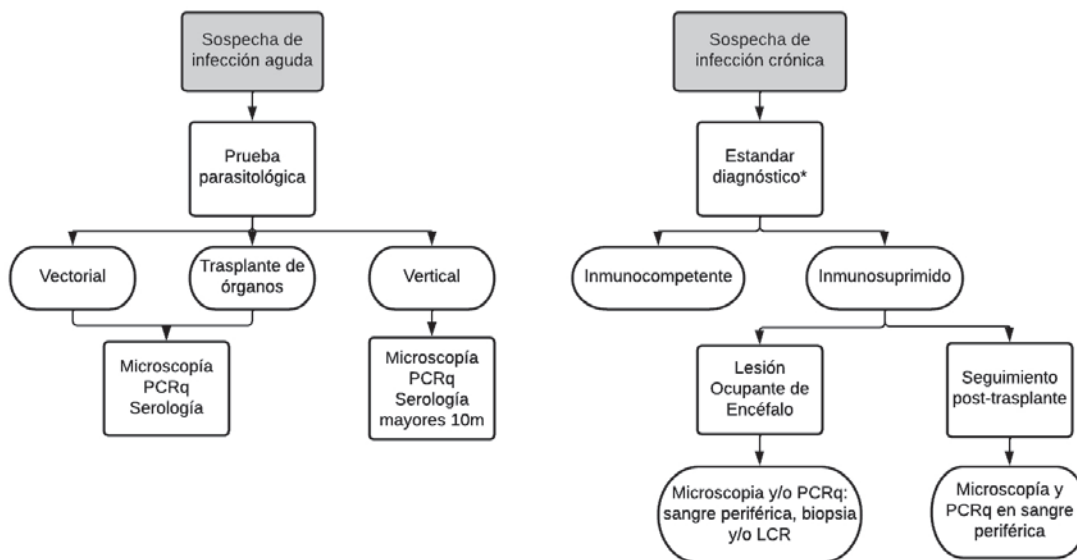 Sospecha de
infección aguda
Prueba
parasitológica
Vectorial
Trasplante de
órganos
Vertical
Microscopía
PCRq
Serología
Microscopía
PCRq
Serología
mayores 10m
Sospecha de
infección crónica
Estandar
diagnóstico*
Inmunocompetente
Inmunosuprimido
Lesión
Ocupante de
Encéfalo
Seguimiento
post-trasplante
Microscopia y/o PCRq:
sangre periférica, biopsia
y/o LCR
Microscopía y
PCRq en sangre
periférica